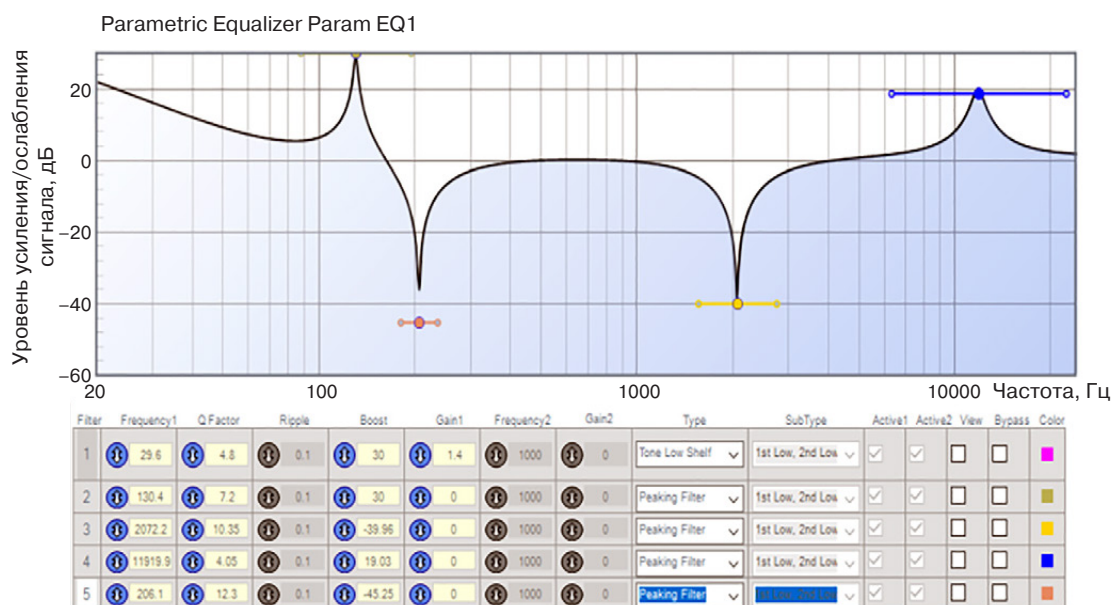 Parametric Equalizer Param EQ1
Уровень усиления/ослабления
сигнала, дБ
20
0
–20
–40
–60
20 100 1000 10000 Частота, Гц
Filter Frequency1 Q Factor Ripple Boost Gain1 Frequency2 Gain2 Type SubType Active1 Active2 View Bypass Color
1 29.6 4.8 0.1 30 1.4 1000 0 Tone Low Shelf 1st Low, 2nd Low
2 130.4 7.2 0.1 30 0 1000 0 Peaking Filter 1st Low, 2nd Low
3 2072.2 10.35 0.1 -39.96 0 1000 0 Peaking Filter 1st Low, 2nd Low
4 11919.9 4.05 0.1 19.03 0 1000 0 Peaking Filter 1st Low, 2nd Low
5 206.1 12.3 0.1 -45.25 0 1000 0 Peaking Filter 1st Low, 2nd Low